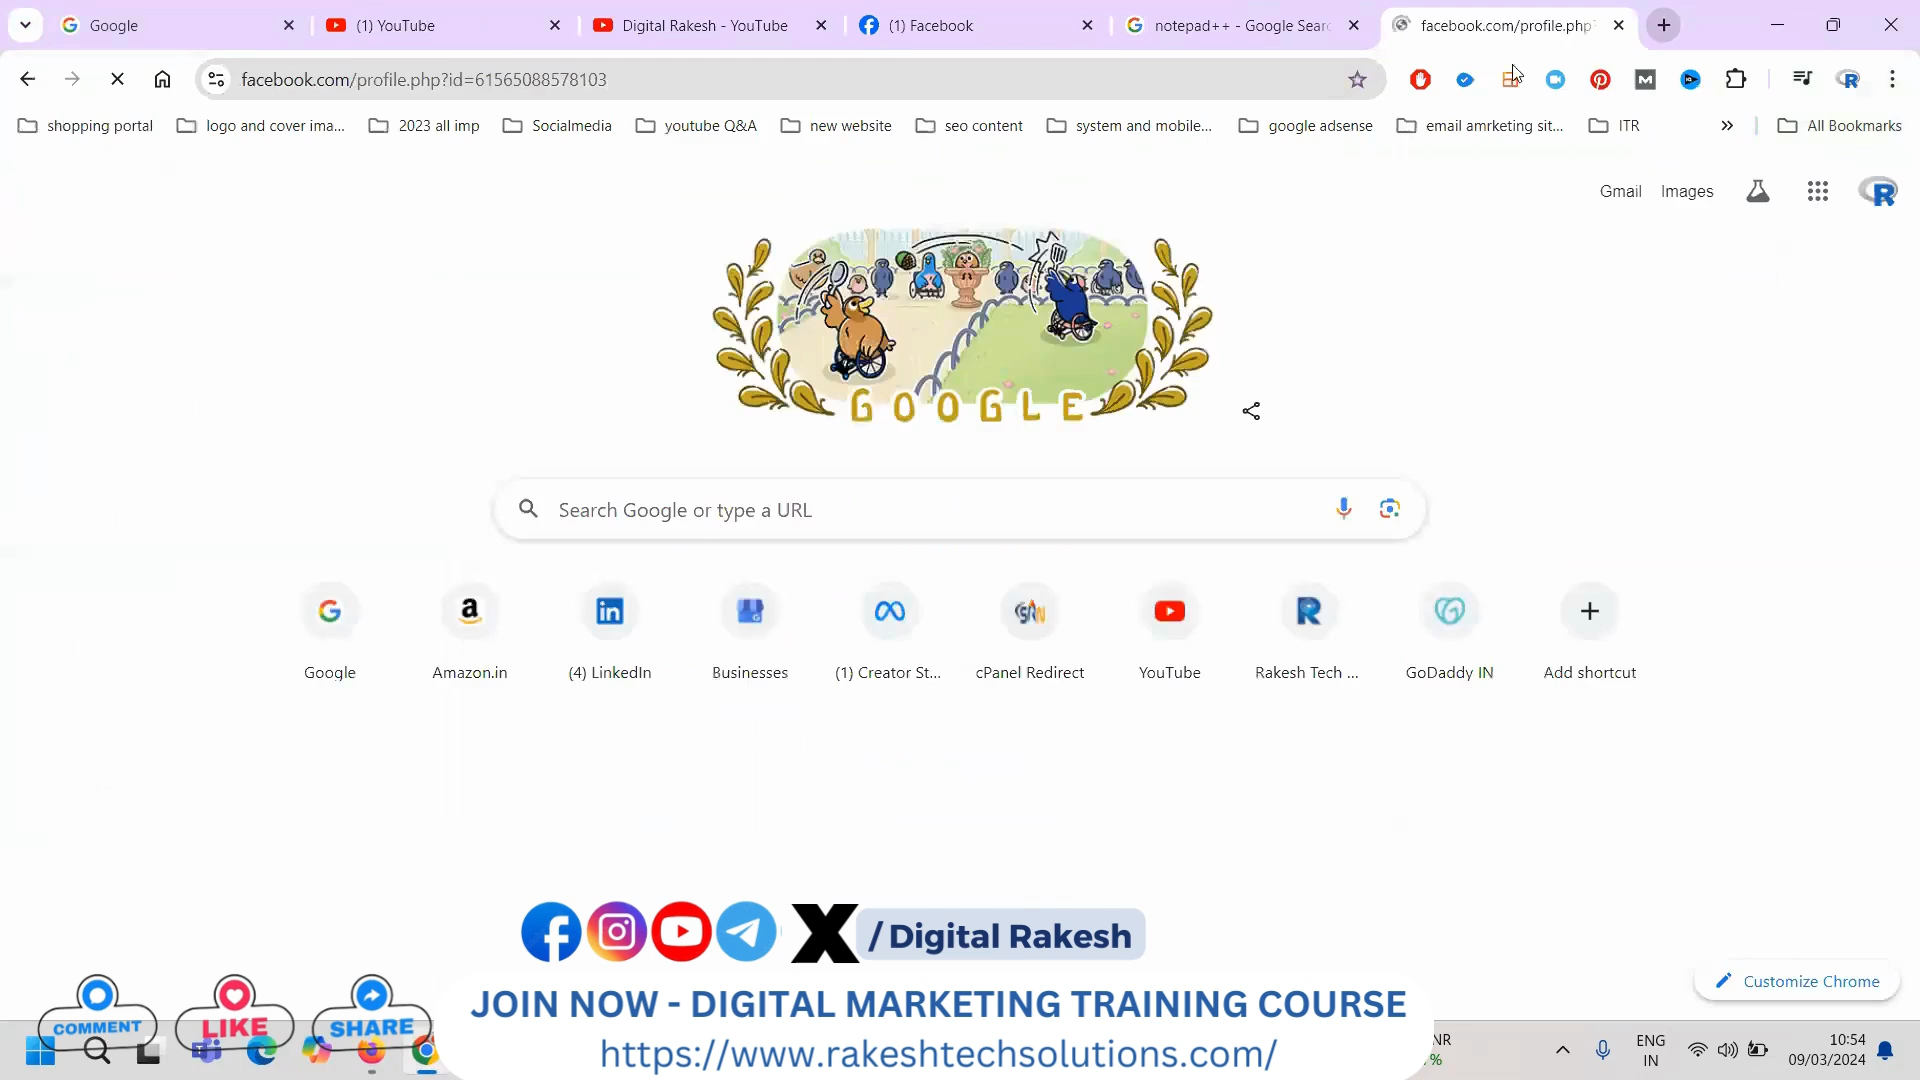 Google
(1) YouTube
Digital Rakesh - YouTube
(1) Facebook
notepad++ - Google Sear
facebook.com/profile.php?
facebook.com/profile.php?id=61565088578103
shopping portal
logo and cover ima...
2023 all imp
Socialmedia
youtube Q&A
new website
seo content
system and mobile...
google adsense
email amrketing sit...
ITR
All Bookmarks
Gmail
Images
GOOGLE
Search Google or type a URL
Google
Amazon.in
(4) LinkedIn
Businesses
(1) Creator St...
cPanel Redirect
YouTube
Rakesh Tech ...
GoDaddy IN
Add shortcut
/ Digital Rakesh
Customize Chrome
COMMENT
LIKE
SHARE
JOIN NOW - DIGITAL MARKETING TRAINING COURSE
https://www.rakeshtechsolutions.com/
NR
%
ENG
IN
10:54
09/03/2024